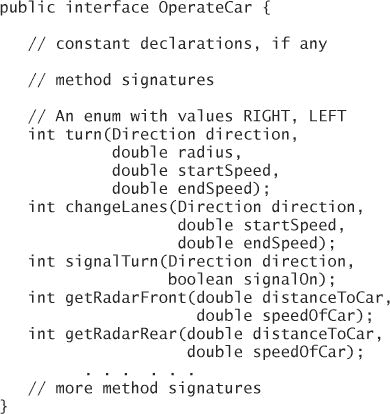 public interface OperateCar {
// constant declarations, if any
// method signatures
// An enum with values RIGHT, LEFT
int turn(Direction direction,
double radius,
double startSpeed,
double endSpeed);
int changeLanes(Direction direction,
double startSpeed,
double endSpeed);
int signalTurn(Direction direction,
boolean signalOn);
int getRadarFront(double distanceToCar,
double speedOfCar);
int getRadarRear(double distanceToCar,
double speedOfCar);
. . . . . .
// more method signatures
}